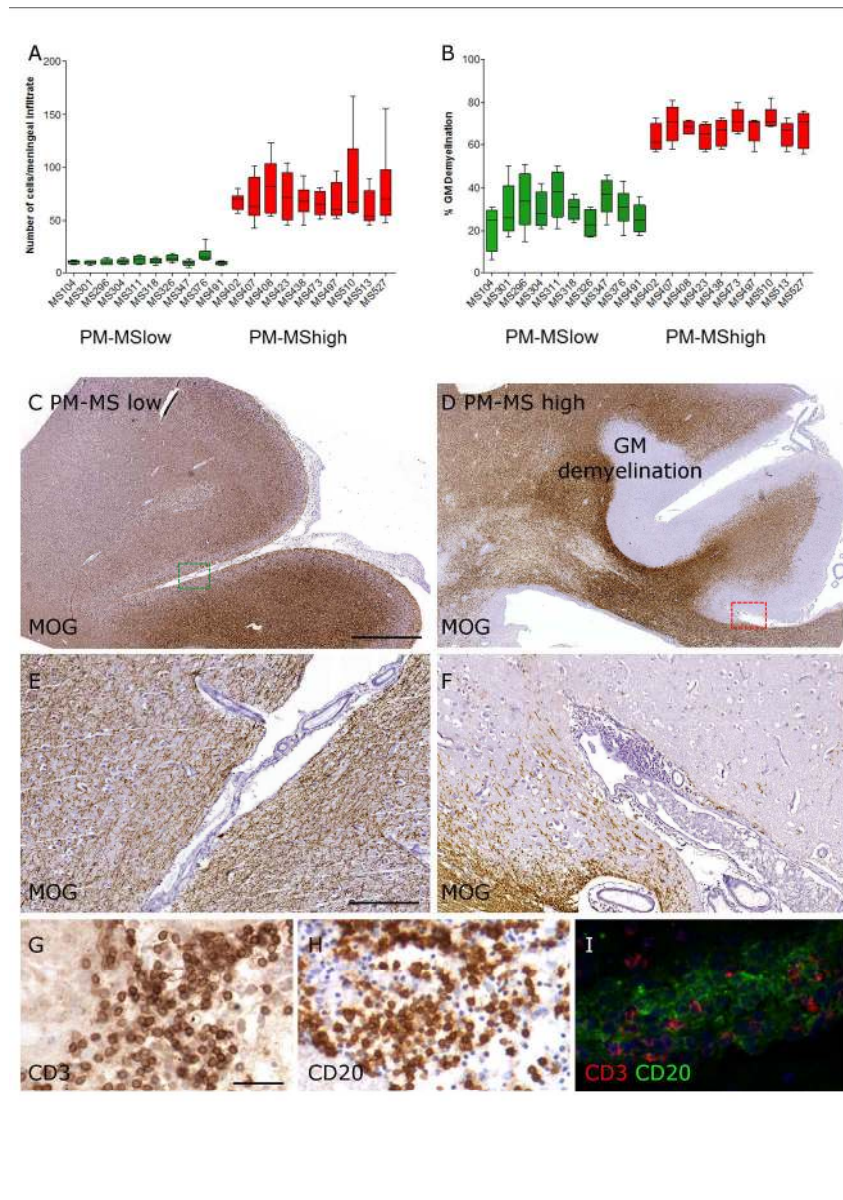 A
Number of cells/meningeal infiltrate
200
150
100
50
0
MS104 MS301 MS296 MS304 MS311 MS318 MS326 MS347 MS376 MS491 MS402 MS407 MS408 MS423 MS438 MS473 MS497 MS510 MS513 MS527
PM-MSlow PM-MShigh
B
% GM Demyelination
100
80
60
40
20
0
MS104 MS301 MS296 MS304 MS311 MS318 MS326 MS347 MS376 MS491 MS402 MS407 MS408 MS423 MS438 MS473 MS497 MS510 MS513 MS527
PM-MSlow PM-MShigh
C PM-MS low
MOG
D PM-MS high
GM
demyelination
MOG
E
MOG
F
MOG
G
CD3
H
CD20
I
CD3 CD20